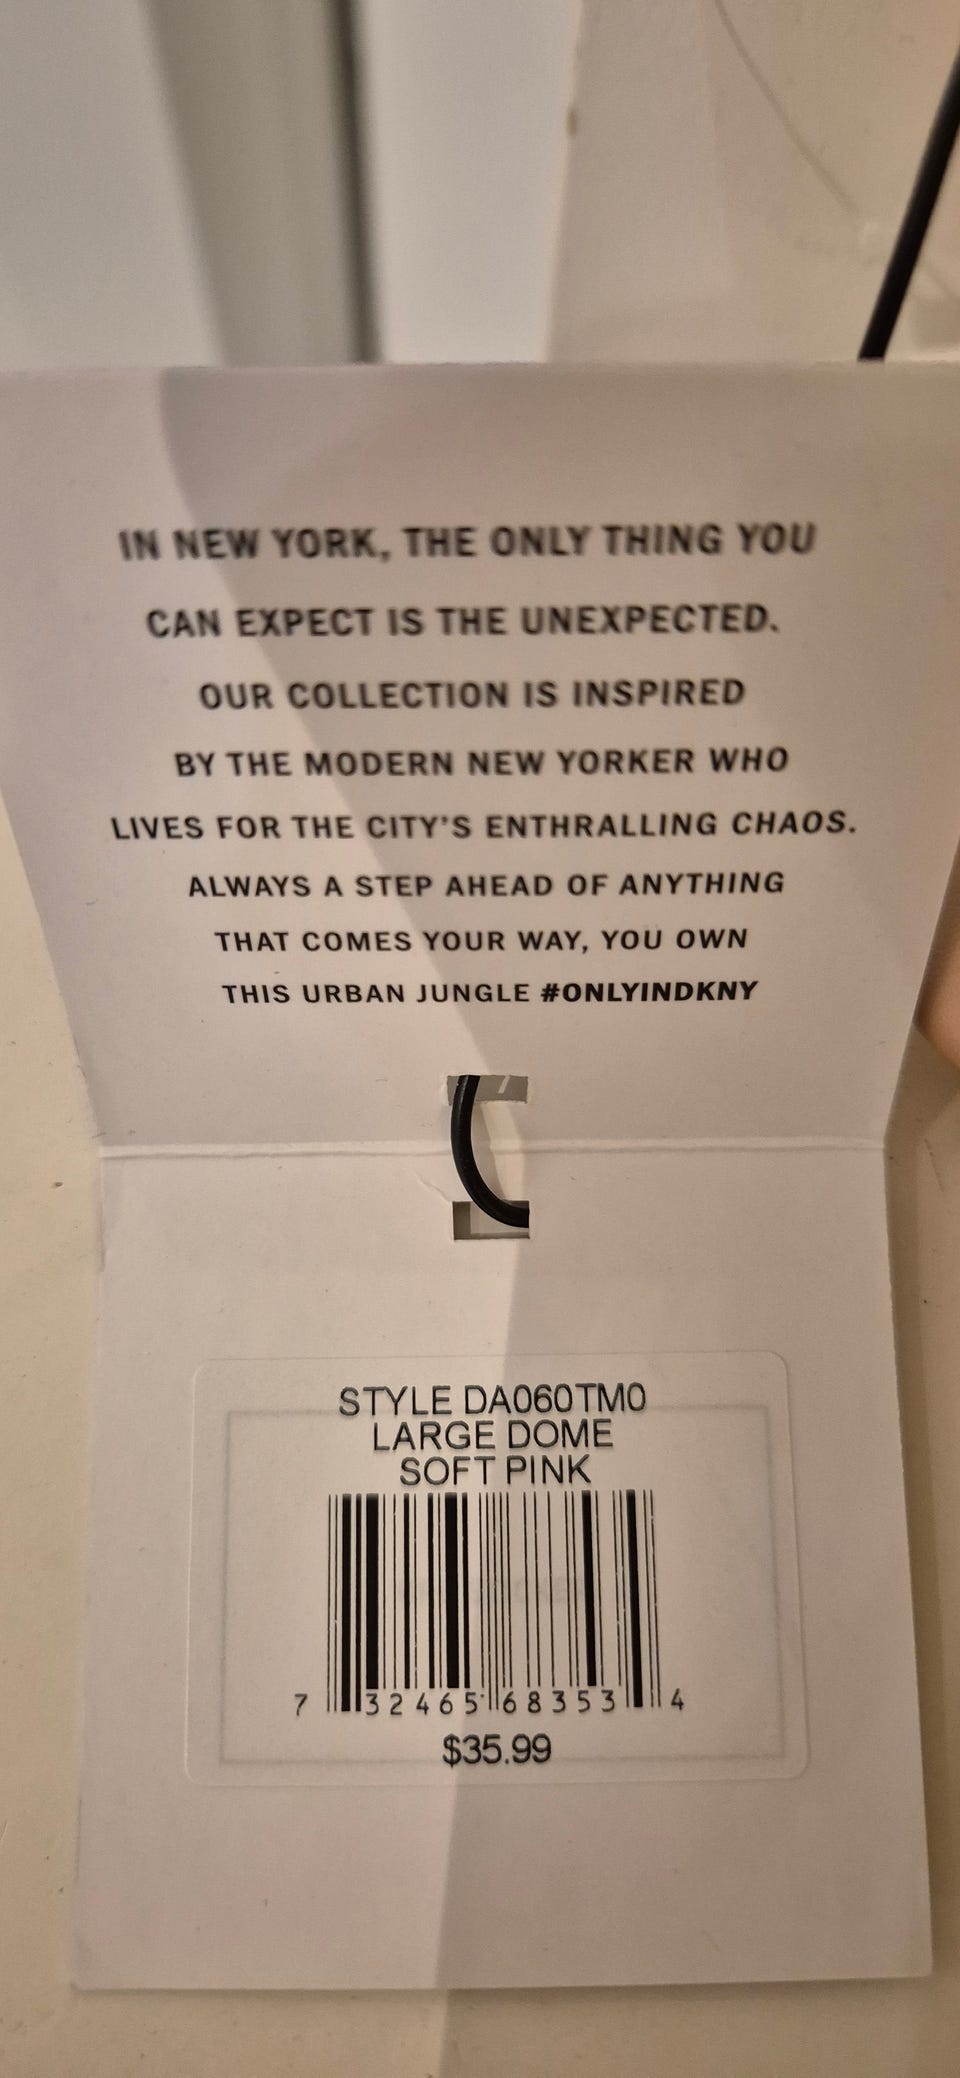 IN NEW YORK, THE ONLY THING YOU
CAN EXPECT IS THE UNEXPECTED.
OUR COLLECTION IS INSPIRED
BY THE MODERN NEW YORKER WHO
LIVES FOR THE CITY'S ENTHRALLING CHAOS.
ALWAYS A STEP AHEAD OF ANYTHING
THAT COMES YOUR WAY, YOU OWN
THIS URBAN JUNGLE #ONLYINDKNY
STYLE DA060TM0
LARGE DOME
SOFT PINK
7 32465 68353 4
$35.99